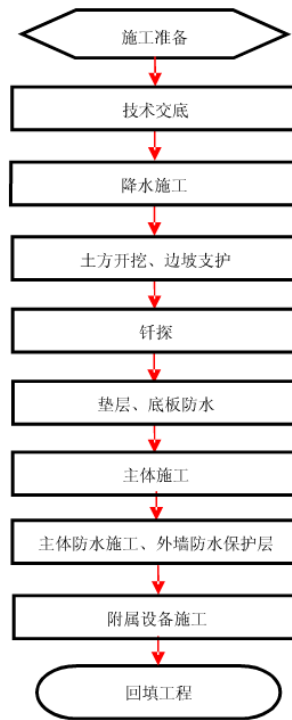 施工准备
技术交底
降水施工
土方开挖、边坡支护
钎探
垫层、底板防水
主体施工
主体防水施工、外墙防水保护层
附属设备施工
回填工程